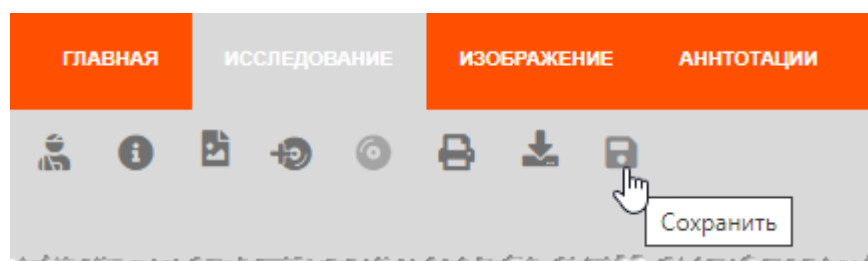 ГЛАВНАЯ ИССЛЕДОВАНИЕ ИЗОБРАЖЕНИЕ АННТОТАЦИИ
Сохранить